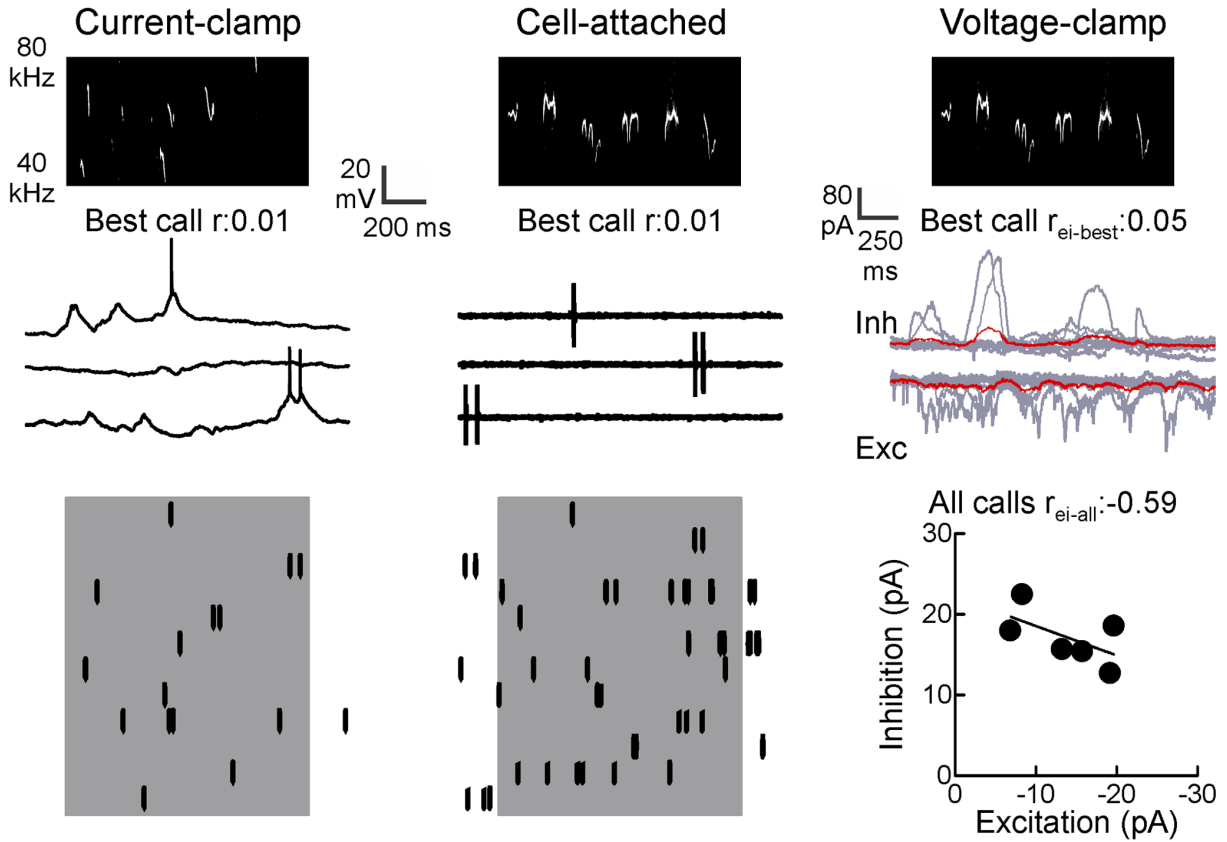 Current-clamp
Cell-attached
Voltage-clamp
80
kHz
40
kHz
20
mV
200 ms
80
pA
250
ms
Best call r:0.01
Best call r:0.01
Best call rei-best:0.05
Inh
Exc
All calls rei-all:-0.59
30
20
10
0
Inhibition (pA)
0
-10
-20
-30
Excitation (pA)